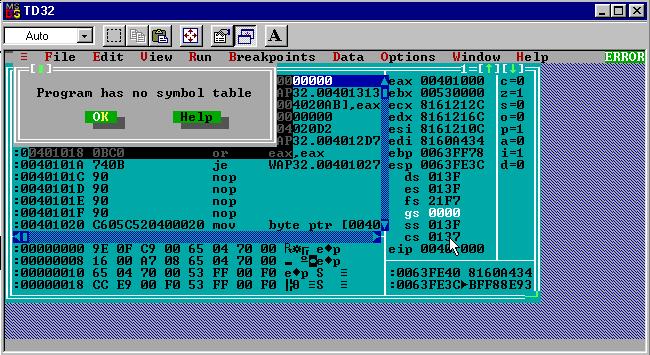 TD32
Auto
A
≡ File Edit View Run Breakpoints Data Options Window Help ERROR
Program has no symbol table
OK Help
1=[↑][↓]
00000
AP32.00401313
004020AB],eax
0000000
04020D2
AP32.004012D7
:00401018 0BC0 or eax,eax
:0040101A 740B je WAP32.00401027
:0040101C 90 nop
:0040101D 90 nop
:0040101E 90 nop
:0040101F 90 nop
:00401020 C605C520400020 mov byte ptr [0040
eax 00401000 c=0
ebx 00530000 z=1
ecx 8161212C s=0
edx 8161216C o=0
esi 8161210C p=1
edi 8160A434 a=0
ebp 0063FF78 i=1
esp 0063FE3C d=0
ds 013F
es 013F
fs 21F7
gs 0000
ss 013F
cs 0137
eip 00401000
:00000000 9E 0F C9 00 65 04 70 00
:00000008 16 00 A7 08 65 04 70 00
:00000010 65 04 70 00 53 FF 00 F0 e♦p S ≡
:00000018 CC E9 00 F0 53 FF 00 F0
:0063FE40 8160A434
:0063FE3C►BFF88E93